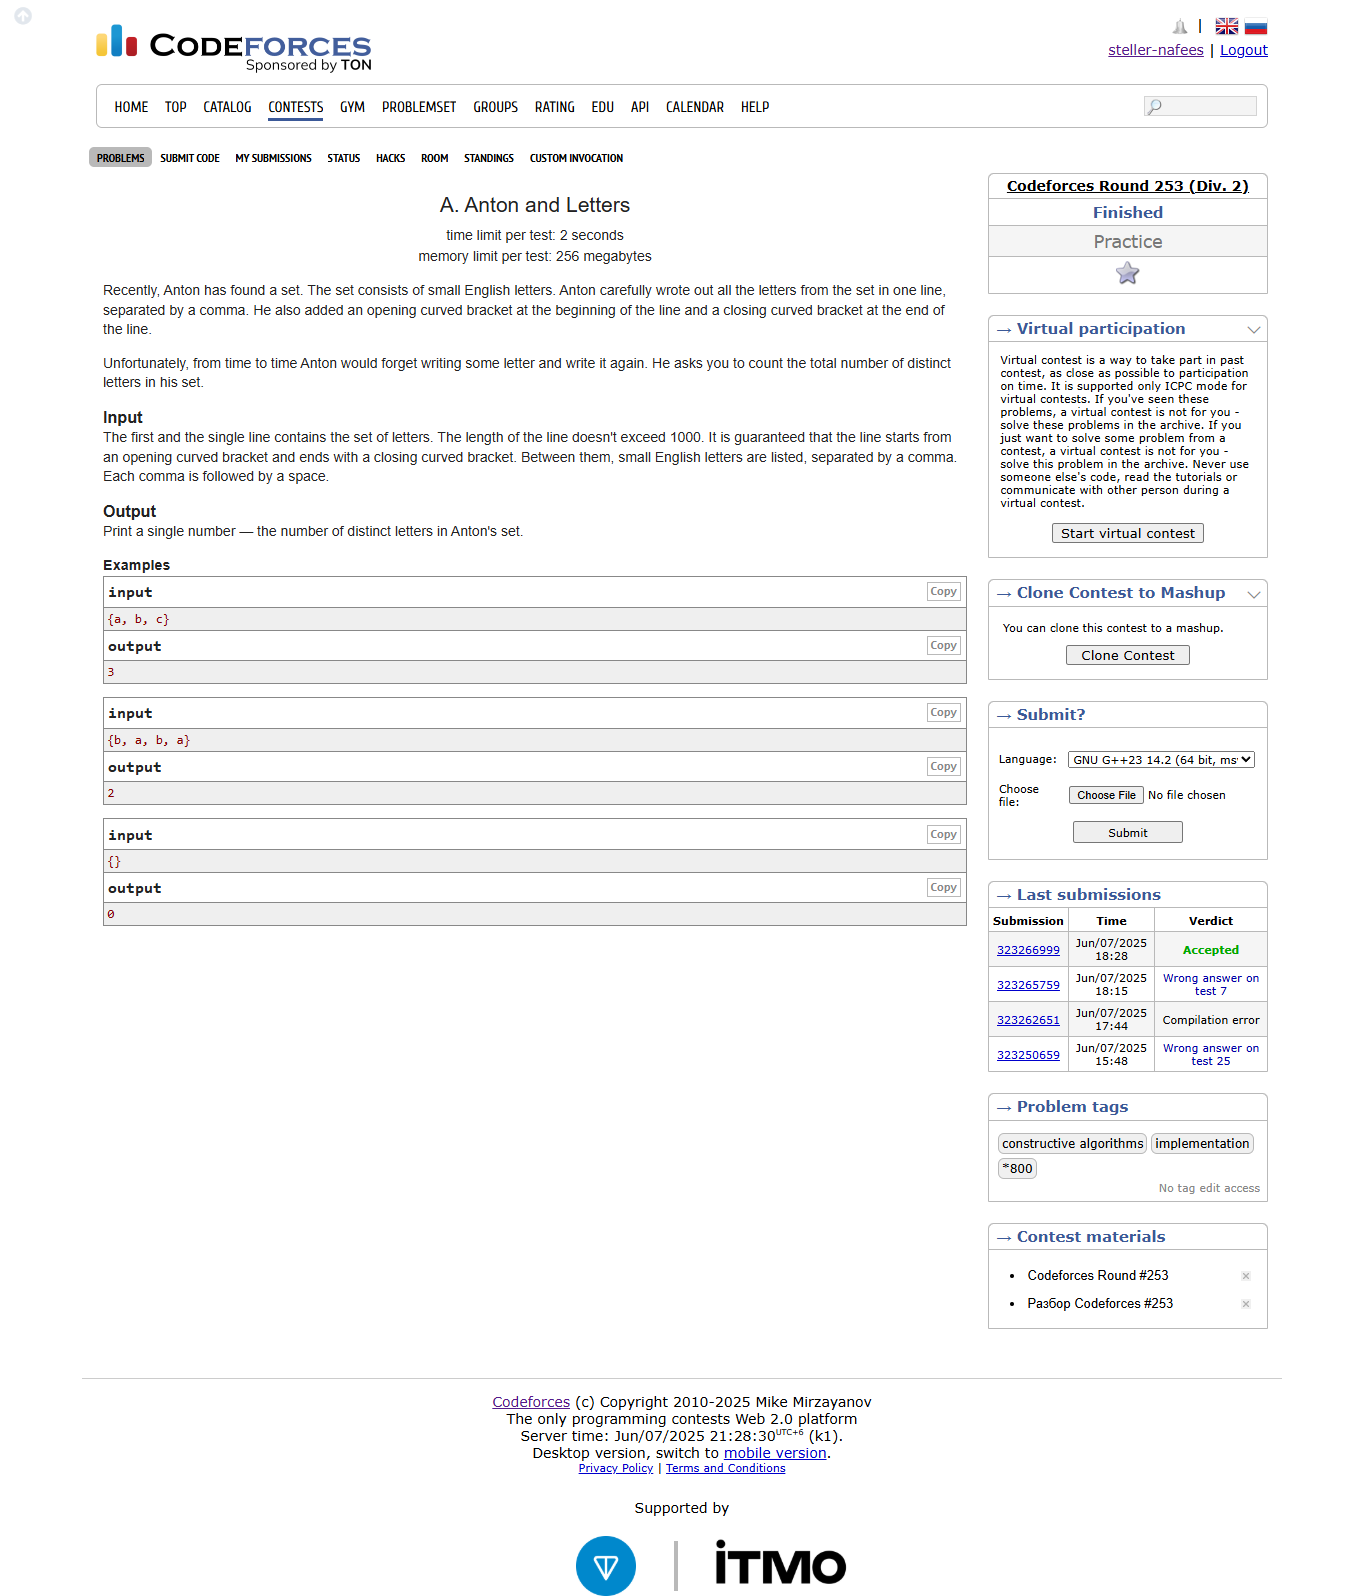 CODEFORCES
Sponsored by TON
|
steller-nafees | Logout
HOME TOP CATALOG CONTESTS GYM PROBLEMSET GROUPS RATING EDU API CALENDAR HELP
PROBLEMS SUBMIT CODE MY SUBMISSIONS STATUS HACKS ROOM STANDINGS CUSTOM INVOCATION
A. Anton and Letters
time limit per test: 2 seconds
memory limit per test: 256 megabytes
Recently, Anton has found a set. The set consists of small English letters. Anton carefully wrote out all the letters from the set in one line,
separated by a comma. He also added an opening curved bracket at the beginning of the line and a closing curved bracket at the end of
the line.
Unfortunately, from time to time Anton would forget writing some letter and write it again. He asks you to count the total number of distinct
letters in his set.
Input
The first and the single line contains the set of letters. The length of the line doesn't exceed 1000. It is guaranteed that the line starts from
an opening curved bracket and ends with a closing curved bracket. Between them, small English letters are listed, separated by a comma.
Each comma is followed by a space.
Output
Print a single number — the number of distinct letters in Anton's set.
Examples
input Copy
{a, b, c}
output Copy
3
input Copy
{b, a, b, a}
output Copy
2
input Copy
{}
output Copy
0
Codeforces Round 253 (Div. 2)
Finished
Practice
→ Virtual participation
Virtual contest is a way to take part in past
contest, as close as possible to participation
on time. It is supported only ICPC mode for
virtual contests. If you've seen these
problems, a virtual contest is not for you -
solve these problems in the archive. If you
just want to solve some problem from a
contest, a virtual contest is not for you -
solve this problem in the archive. Never use
someone else's code, read the tutorials or
communicate with other person during a
virtual contest.
Start virtual contest
→ Clone Contest to Mashup
You can clone this contest to a mashup.
Clone Contest
→ Submit?
Language: GNU G++23 14.2 (64 bit, ms
Choose
file: Choose File No file chosen
Submit
→ Last submissions
Submission Time Verdict
323266999 Jun/07/2025
18:28 Accepted
323265759 Jun/07/2025
18:15 Wrong answer on
test 7
323262651 Jun/07/2025
17:44 Compilation error
323250659 Jun/07/2025
15:48 Wrong answer on
test 25
→ Problem tags
constructive algorithms implementation
*800
No tag edit access
→ Contest materials
• Codeforces Round #253
• Разбор Codeforces #253
Codeforces (c) Copyright 2010-2025 Mike Mirzayanov
The only programming contests Web 2.0 platform
Server time: Jun/07/2025 21:28:30 UTC+6 (k1).
Desktop version, switch to mobile version.
Privacy Policy | Terms and Conditions
Supported by
iTMO